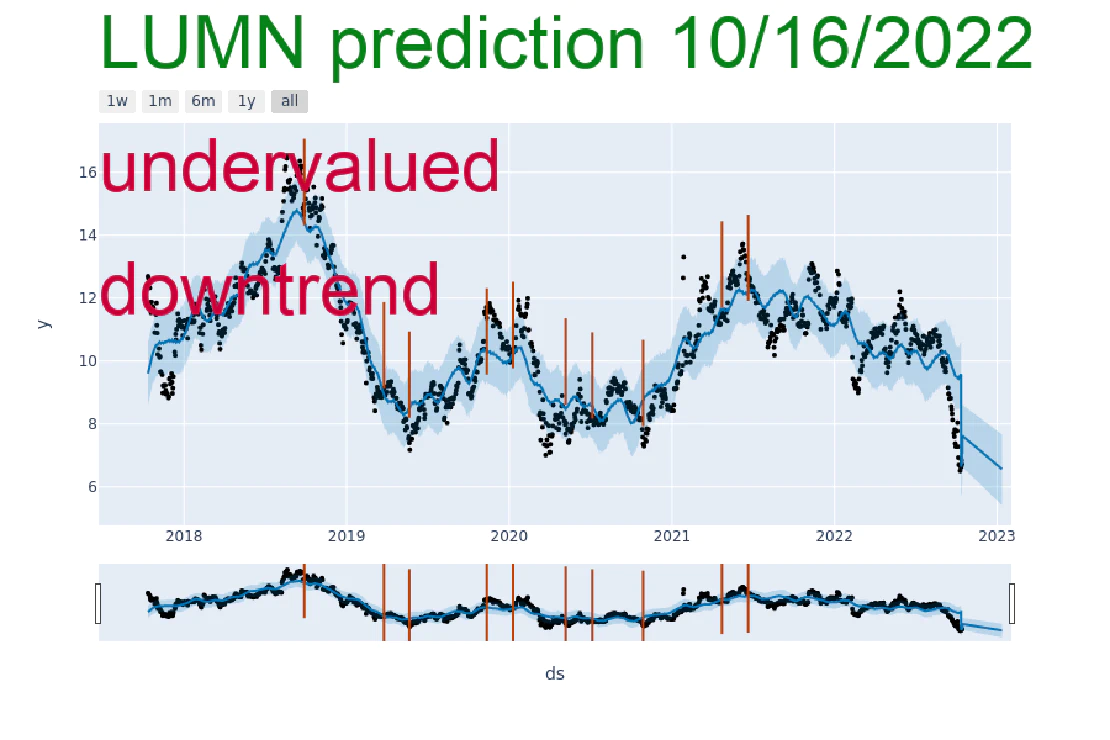 LUMN prediction 10/16/2022
1w 1m 6m 1y all
undervalued
downtrend
16
14
12
10
8
6
y
2018 2019 2020 2021 2022 2023
ds